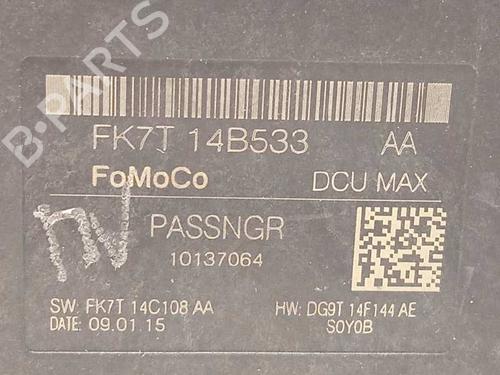 B-PARTS
FK7T 14B533 AA
FoMoCo DCU MAX
PASSNGR
10137064
SW: FK7T 14C108 AA HW: DG9T 14F144 AE
DATE: 09.01.15 S0Y0B